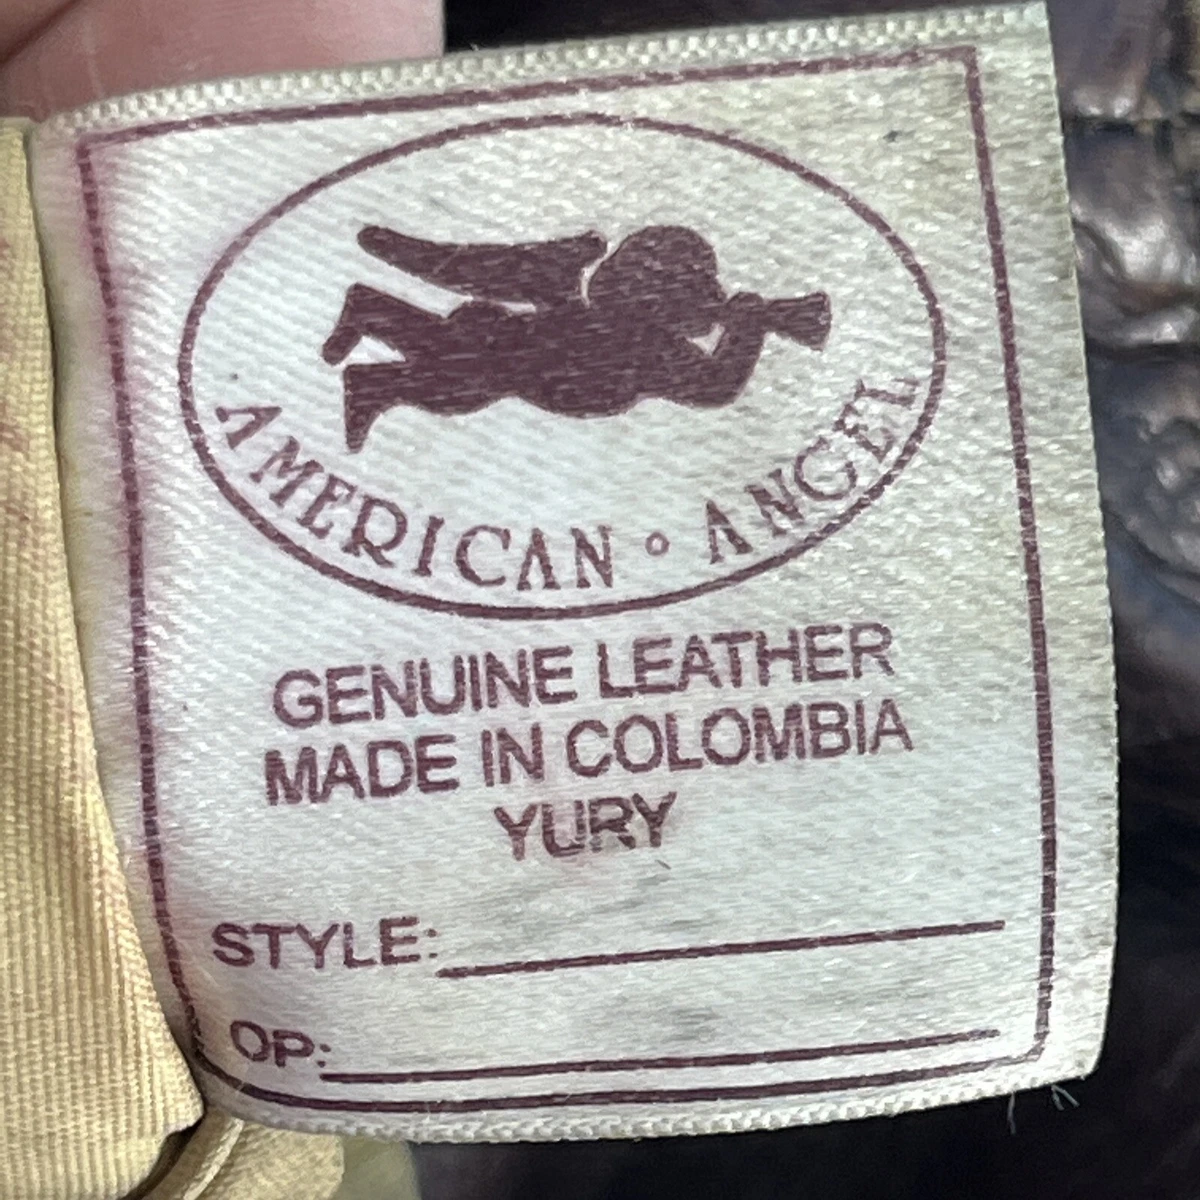 AMERICAN ∘ ANGEL
GENUINE LEATHER
MADE IN COLOMBIA
YURY
STYLE:
OP: